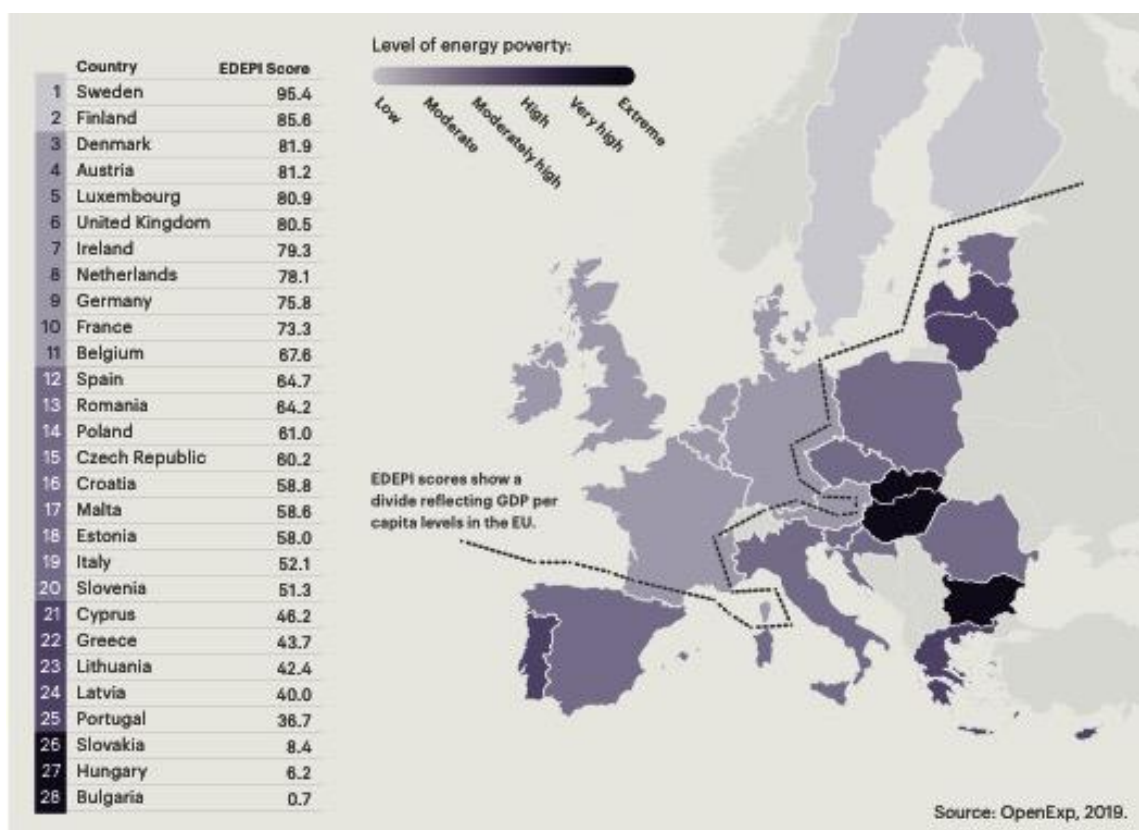 Country EDEPI Score
1 Sweden 95.4
2 Finland 85.6
3 Denmark 81.9
4 Austria 81.2
5 Luxembourg 80.9
6 United Kingdom 80.5
7 Ireland 79.3
8 Netherlands 78.1
9 Germany 75.8
10 France 73.3
11 Belgium 67.6
12 Spain 64.7
13 Romania 64.2
14 Poland 61.0
15 Czech Republic 60.2
16 Croatia 58.8
17 Malta 58.6
18 Estonia 58.0
19 Italy 52.1
20 Slovenia 51.3
21 Cyprus 46.2
22 Greece 43.7
23 Lithuania 42.4
24 Latvia 40.0
25 Portugal 36.7
26 Slovakia 8.4
27 Hungary 6.2
28 Bulgaria 0.7
Level of energy poverty:
Low
Moderate
Moderately high
High
Very high
Extreme
EDEPI scores show a
divide reflecting GDP per
capita levels in the EU.
Source: OpenExp, 2019.